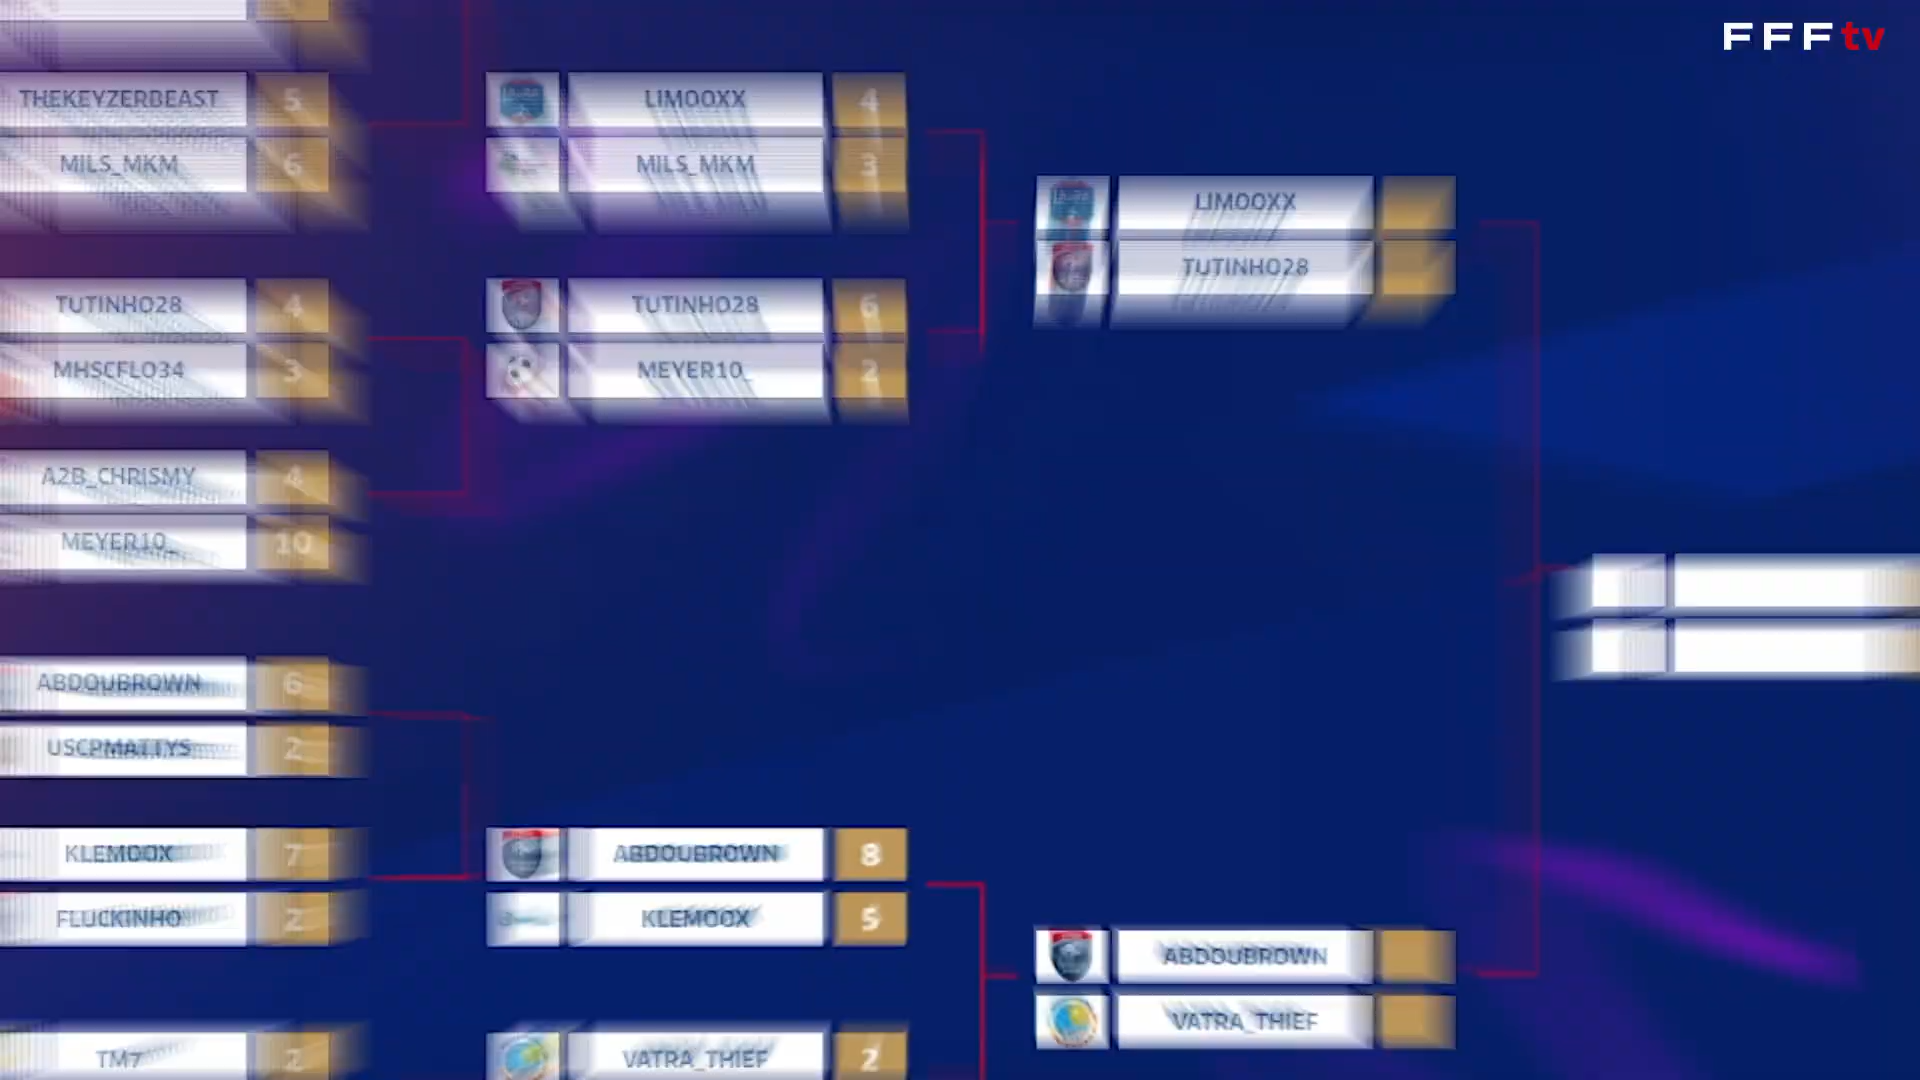 FFFtv
THEKEYZERBEAST 5
MILS_MKM 6
TUTINHO28 4
MHSCFLO34 3
A2B_CHRISMY 4
MEYER10_ 10
ABDOUBROWN 6
USCPMATTYS 2
KLEMOOX 7
FLUCKINHO 2
TM7 2
LIMOOXX 4
MILS_MKM 3
TUTINHO28 6
MEYER10_ 2
ABDOUBROWN 8
KLEMOOX 5
VATRA_THIEF 2
LIMOOXX
TUTINHO28
ABDOUBROWN
VATRA_THIEF